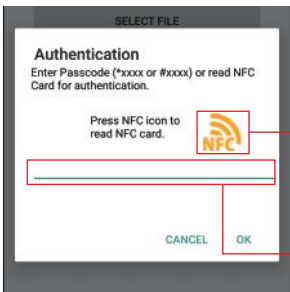 SELECT FILE
Authentication
Enter Passcode (*xxxx or #xxxx) or read NFC
Card for authentication.
Press NFC icon to
read NFC card.
NFC
CANCEL OK